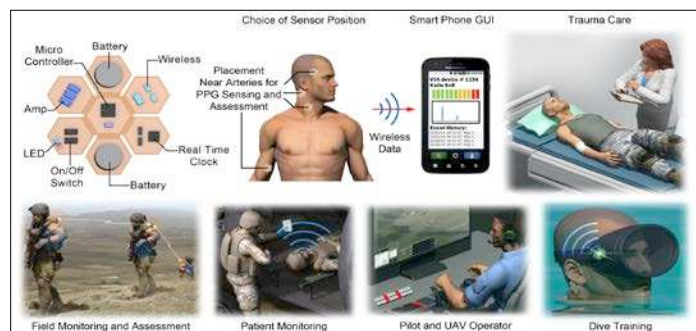 Choice of Sensor Position
Smart Phone GUI
Trauma Care
Micro
Controller
Battery
Wireless
Amp
LED
On/Off
Switch
Battery
Real Time
Clock
Placement
Near Arteries for
PPG Sensing and
Assessment
Wireless
Data
Field Monitoring and Assessment
Patient Monitoring
Pilot and UAV Operator
Dive Training